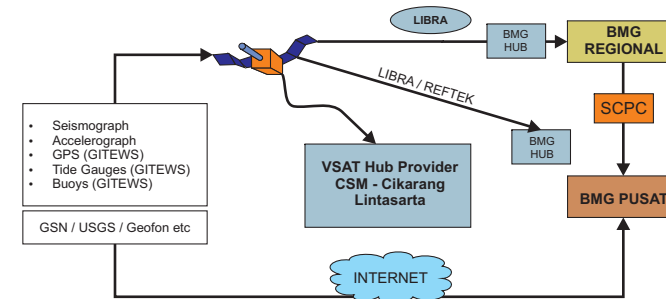 LIBRA
BMG
HUB
BMG
REGIONAL
LIBRA / REFTEK
SCPC
• Seismograph
• Accelerograph
• GPS (GITEWS)
• Tide Gauges (GITEWS)
• Buoys (GITEWS)
VSAT Hub Provider
CSM - Cikarang
Lintasarta
BMG
HUB
BMG PUSAT
GSN / USGS / Geofon etc
INTERNET